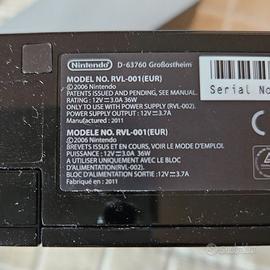 Nintendo D-63760 Großostheim
MODEL NO. RVL-001(EUR)
©2006 Nintendo
PATENTS ISSUED AND PENDING, SEE MANUAL.
RATING : 12V⎓3.0A 36W
ONLY TO USE WITH POWER SUPPLY (RVL-002).
POWER SUPPLY OUTPUT : 12V⎓3.7A
Manufactured : 2011
MODELE NO. RVL-001(EUR)
©2006 Nintendo
BREVETS ISSUS ET EN COURS, VOIR LE MODE D'EMPLOI
PUISSANCE : 12V⎓3.0A 36W
A UTILISER UNIQUEMENT AVEC LE BLOC
D'ALIMENTATION (RVL-002).
BLOC D'ALIMENTATION SORTIE : 12V⎓3.7A
Fabriqué en : 2011
Serial No
subito